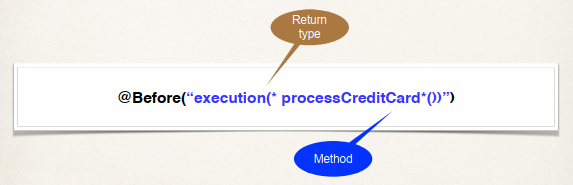 Return
type
@Before(“execution(* processCreditCard*())”)
Method